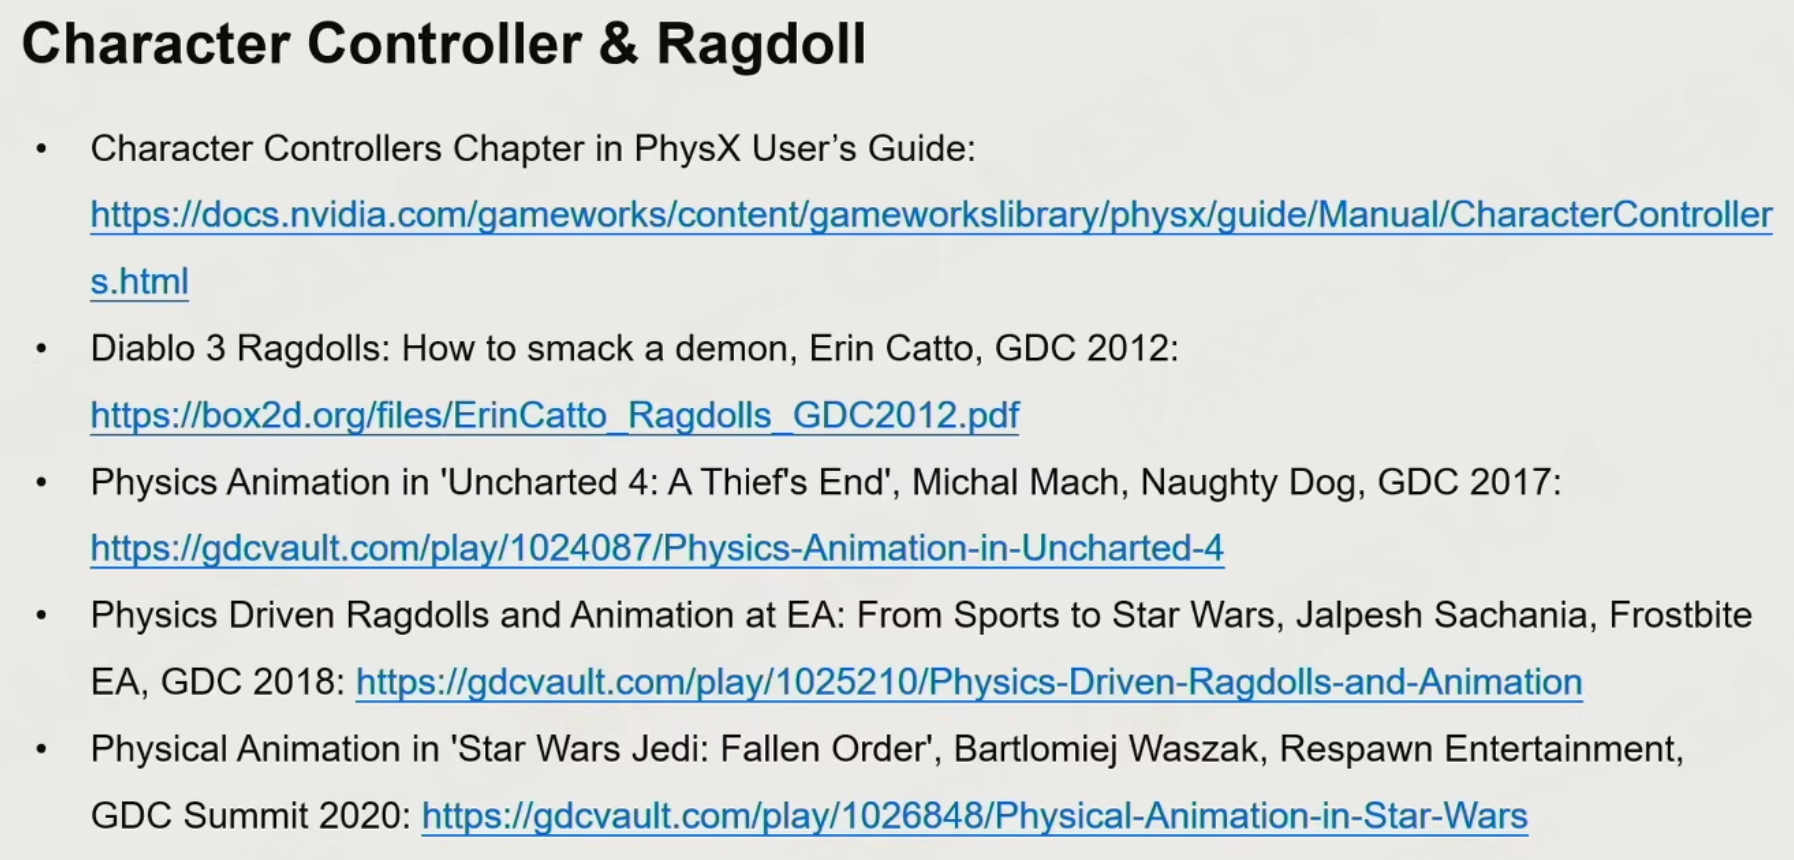 Character Controller & Ragdoll
• Character Controllers Chapter in PhysX User’s Guide:
https://docs.nvidia.com/gameworks/content/gameworkslibrary/physx/guide/Manual/CharacterController
s.html
• Diablo 3 Ragdolls: How to smack a demon, Erin Catto, GDC 2012:
https://box2d.org/files/ErinCatto_Ragdolls_GDC2012.pdf
• Physics Animation in 'Uncharted 4: A Thief's End', Michal Mach, Naughty Dog, GDC 2017:
https://gdcvault.com/play/1024087/Physics-Animation-in-Uncharted-4
• Physics Driven Ragdolls and Animation at EA: From Sports to Star Wars, Jalpesh Sachania, Frostbite
EA, GDC 2018: https://gdcvault.com/play/1025210/Physics-Driven-Ragdolls-and-Animation
• Physical Animation in 'Star Wars Jedi: Fallen Order', Bartlomiej Waszak, Respawn Entertainment,
GDC Summit 2020: https://gdcvault.com/play/1026848/Physical-Animation-in-Star-Wars